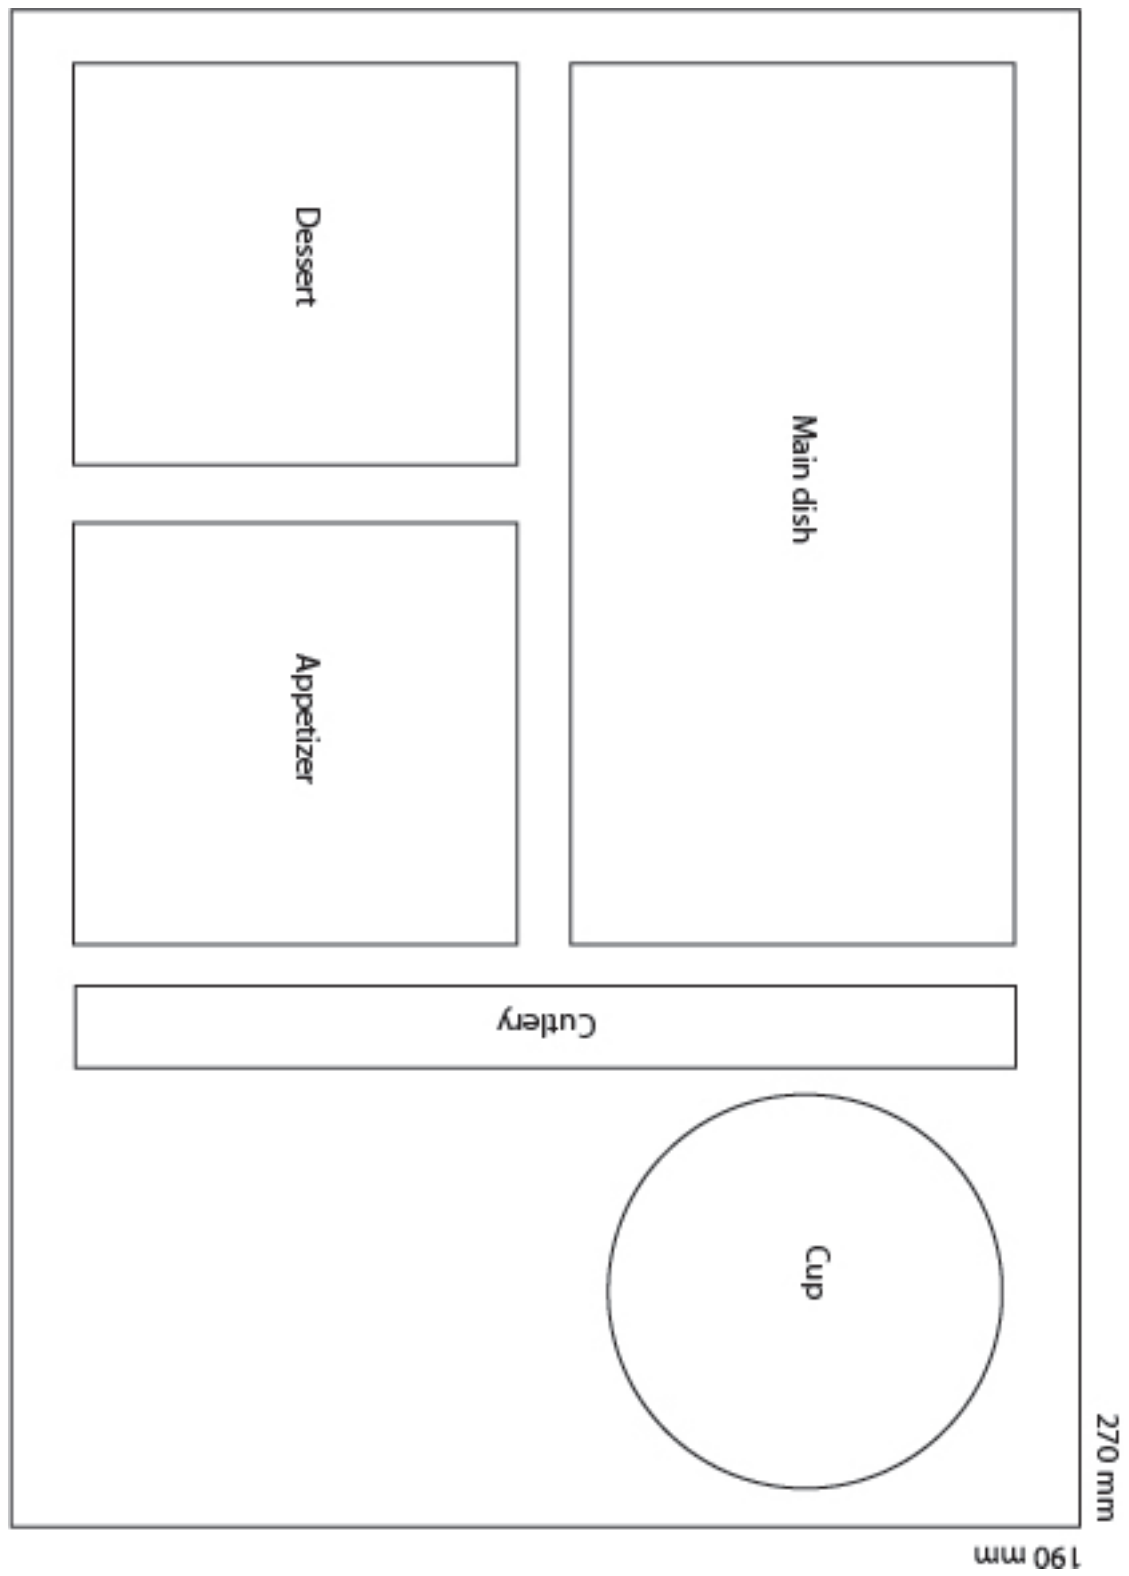 Dessert
Main dish
Appetizer
Cutlery
Cup
270 mm
190 mm